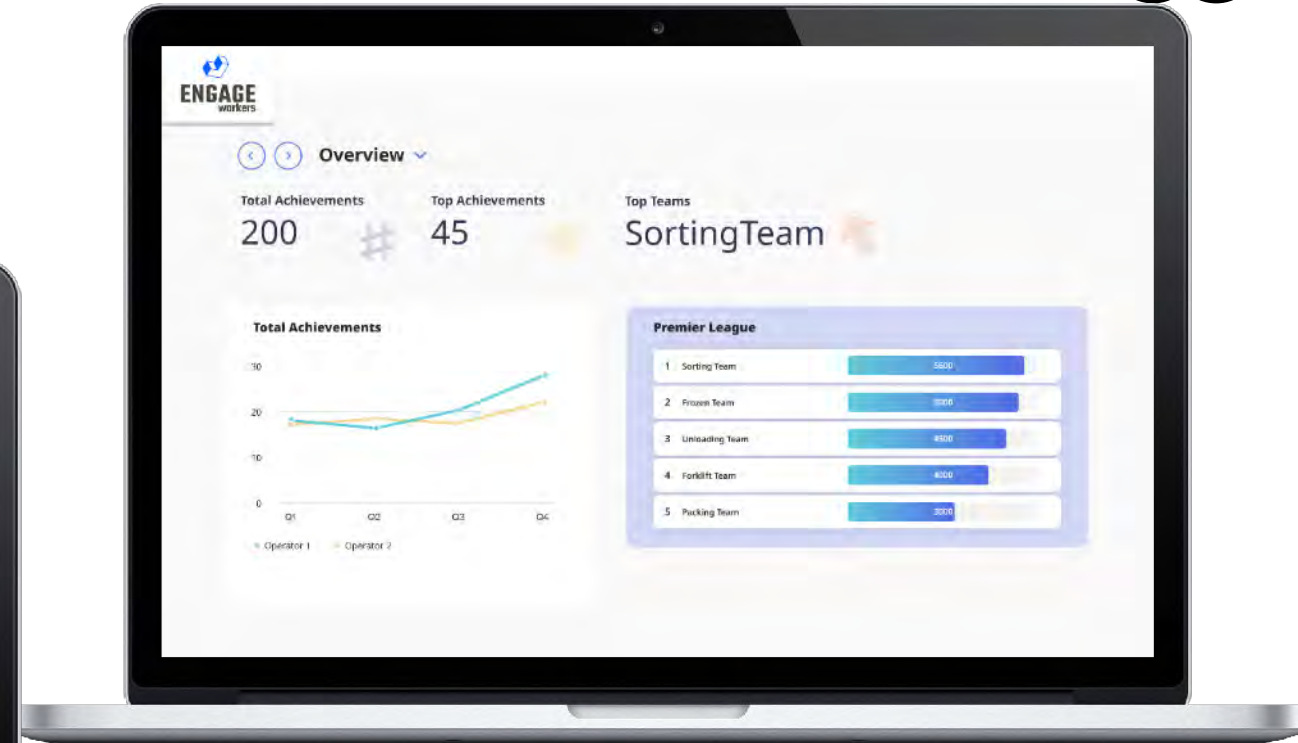 ENGAGE
workers
Overview
Total Achievements
200
Top Achievements
45
Top Teams
SortingTeam
Total Achievements
30
20
10
0
Q1 Q2 Q3 Q4
Operator 1 Operator 2
Premier League
1 Sorting Team 5600
2 Frozen Team
3 Unloading Team 4500
4 Forklift Team 4000
5 Packing Team 3000